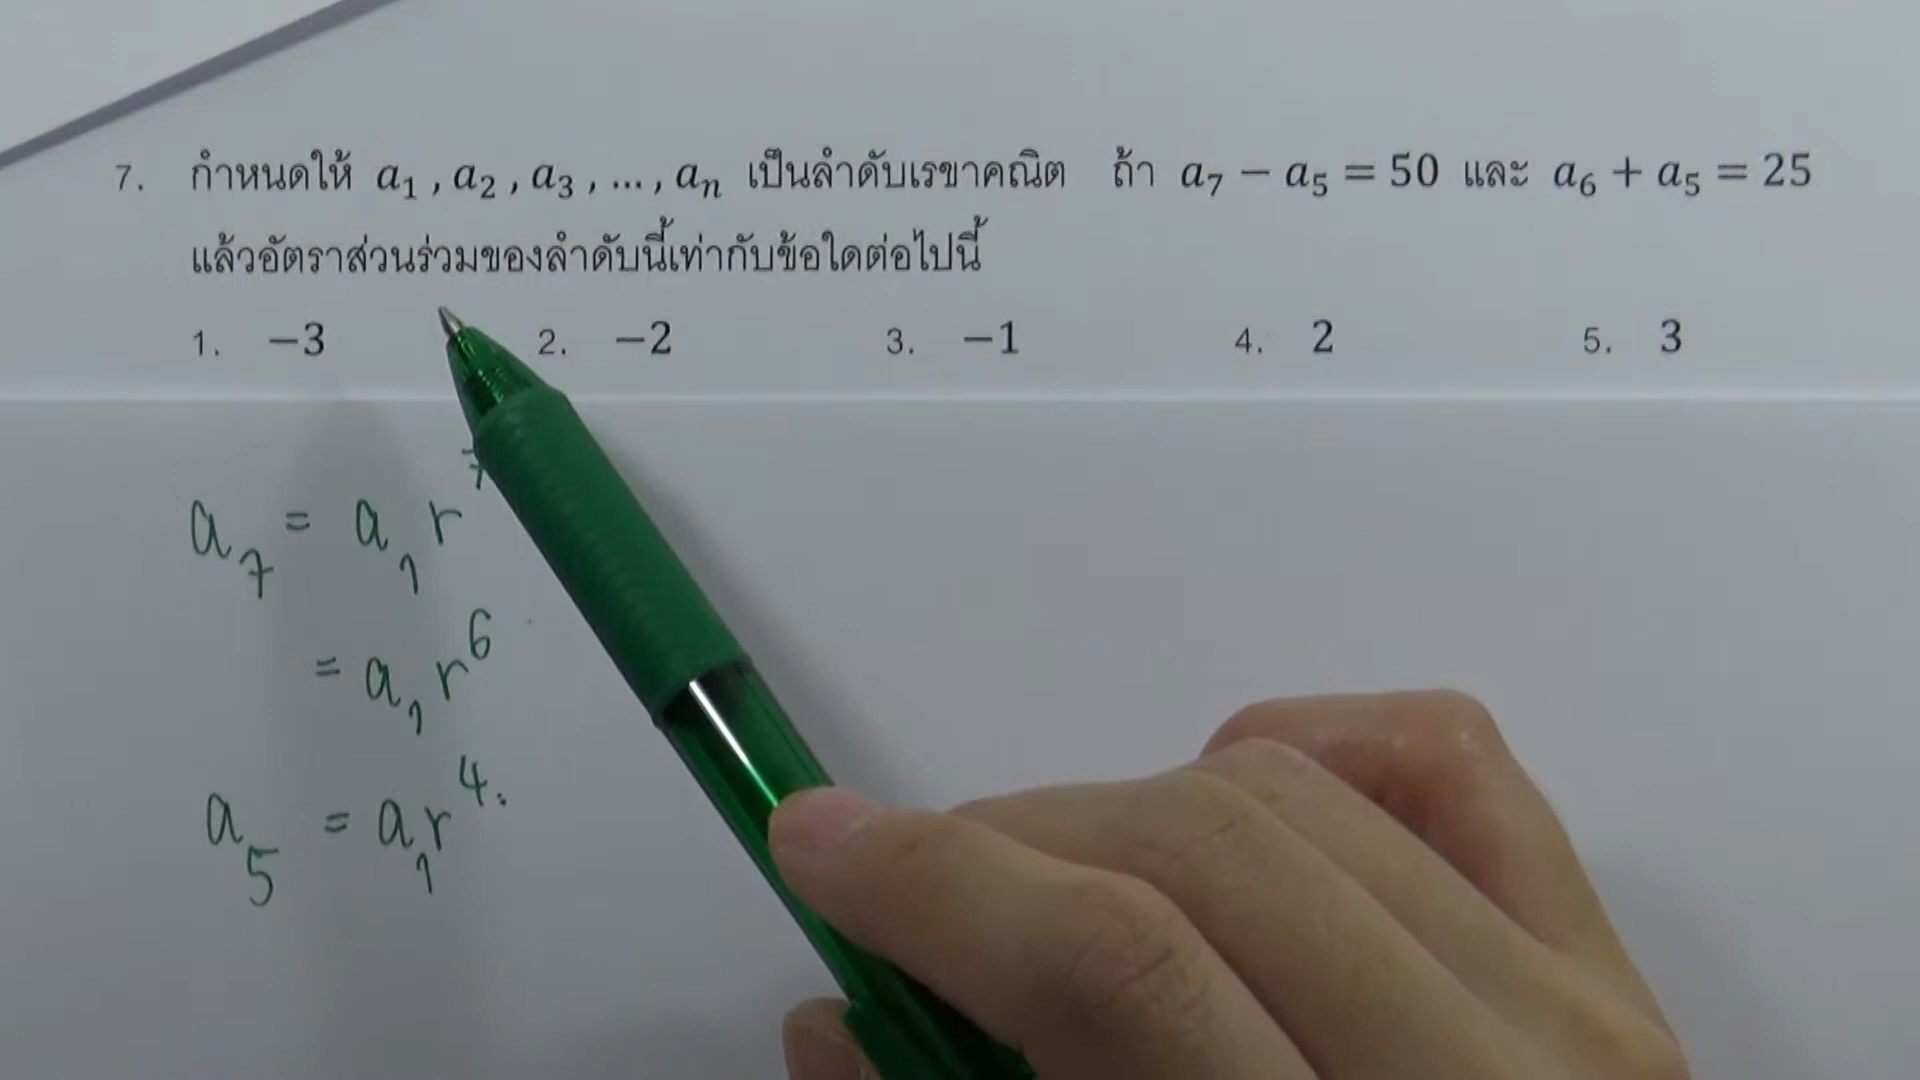 7. กำหนดให้ a₁ , a₂ , a₃ , ... , aₙ เป็นลำดับเรขาคณิต ถ้า a₇ − a₅ = 50 และ a₆ + a₅ = 25
แล้วอัตราส่วนร่วมของลำดับนี้เท่ากับข้อใดต่อไปนี้
1. −3 2. −2 3. −1 4. 2 5. 3
a₇ = a₁r⁷
= a₁r⁶
a₅ = a₁r⁴